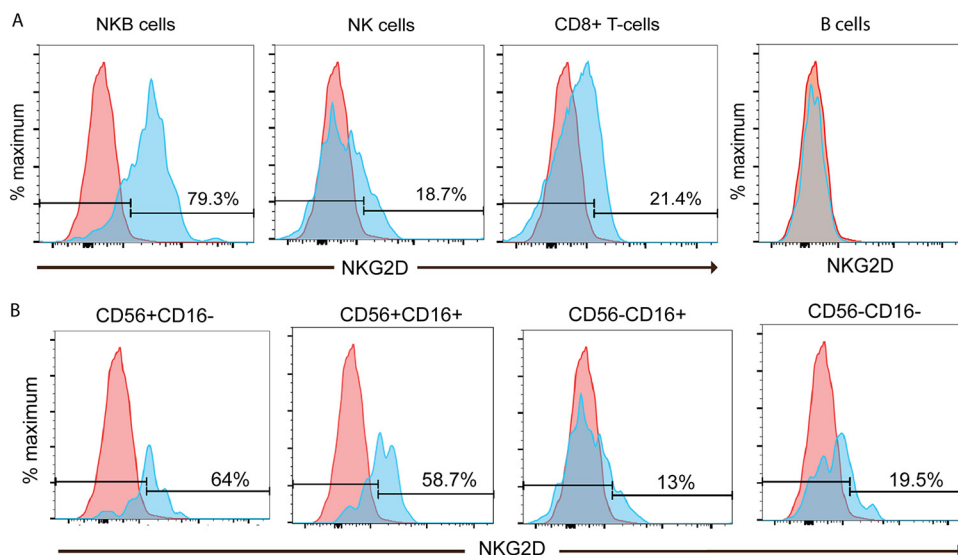 A
NKB cells
NK cells
CD8+ T-cells
B cells
% maximum
79.3%
18.7%
21.4%
% maximum
NKG2D
NKG2D
B
CD56+CD16-
CD56+CD16+
CD56-CD16+
CD56-CD16-
% maximum
64%
58.7%
13%
19.5%
NKG2D